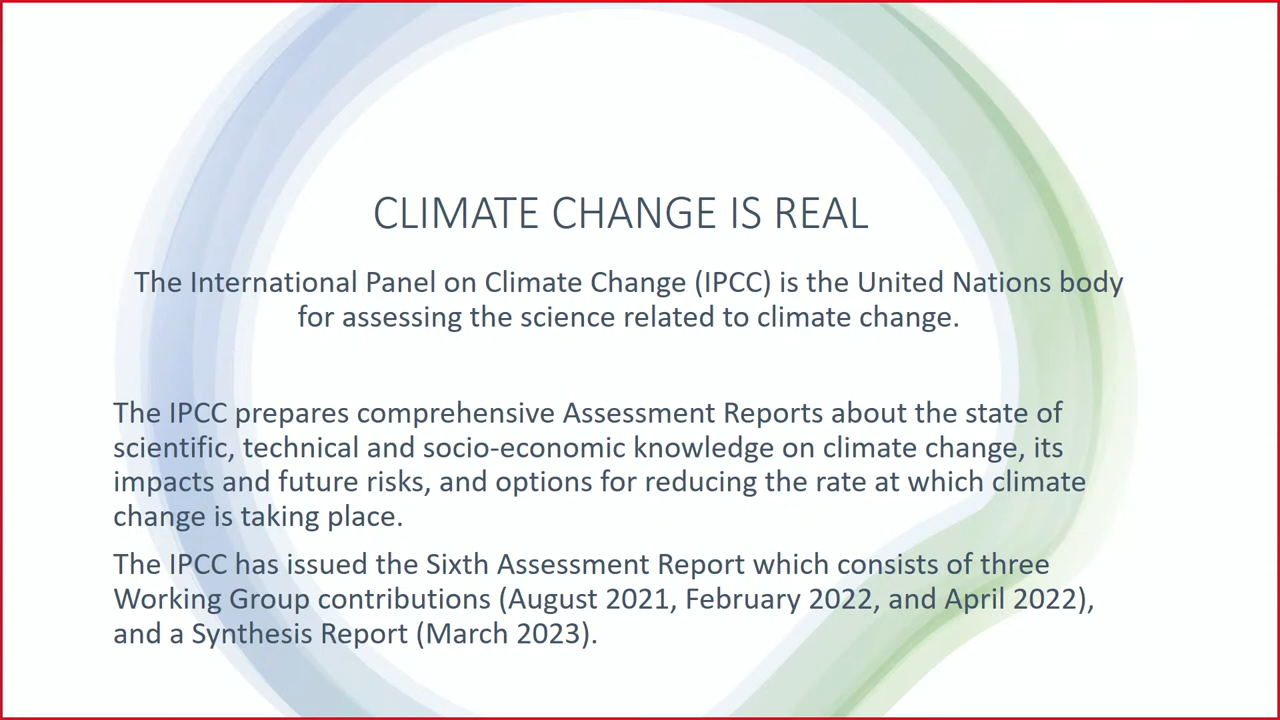 CLIMATE CHANGE IS REAL
The International Panel on Climate Change (IPCC) is the United Nations body
for assessing the science related to climate change.
The IPCC prepares comprehensive Assessment Reports about the state of
scientific, technical and socio-economic knowledge on climate change, its
impacts and future risks, and options for reducing the rate at which climate
change is taking place.
The IPCC has issued the Sixth Assessment Report which consists of three
Working Group contributions (August 2021, February 2022, and April 2022),
and a Synthesis Report (March 2023).